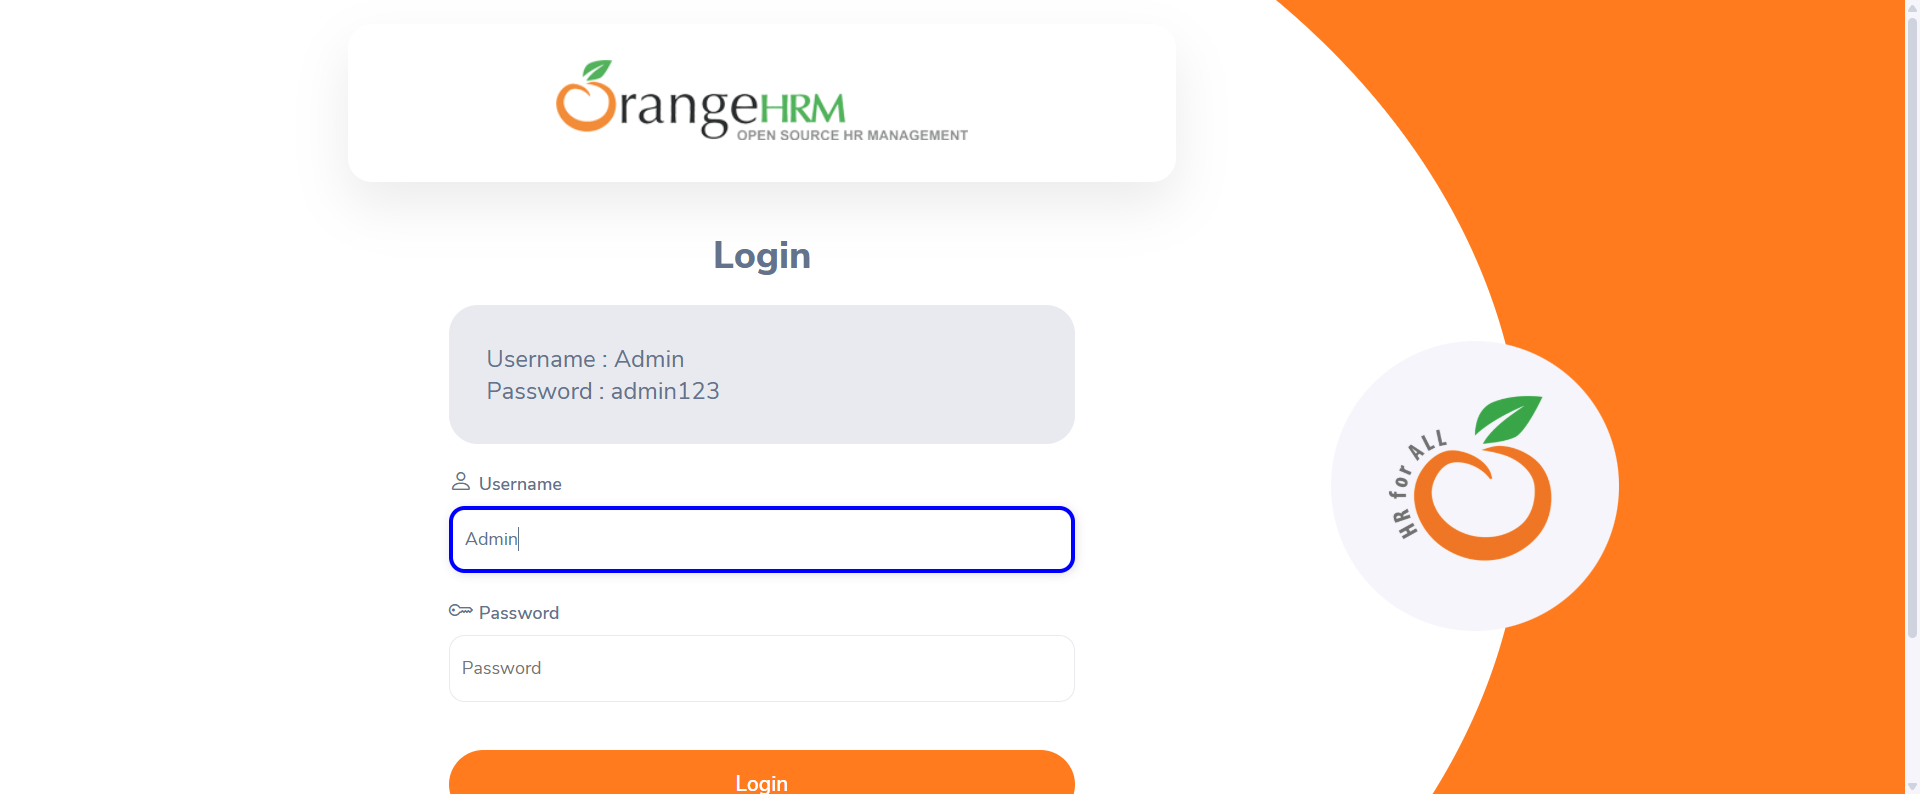 OrangeHRM
OPEN SOURCE HR MANAGEMENT
Login
Username : Admin
Password : admin123
Username
Admin
Password
Password
Login
HR for ALL